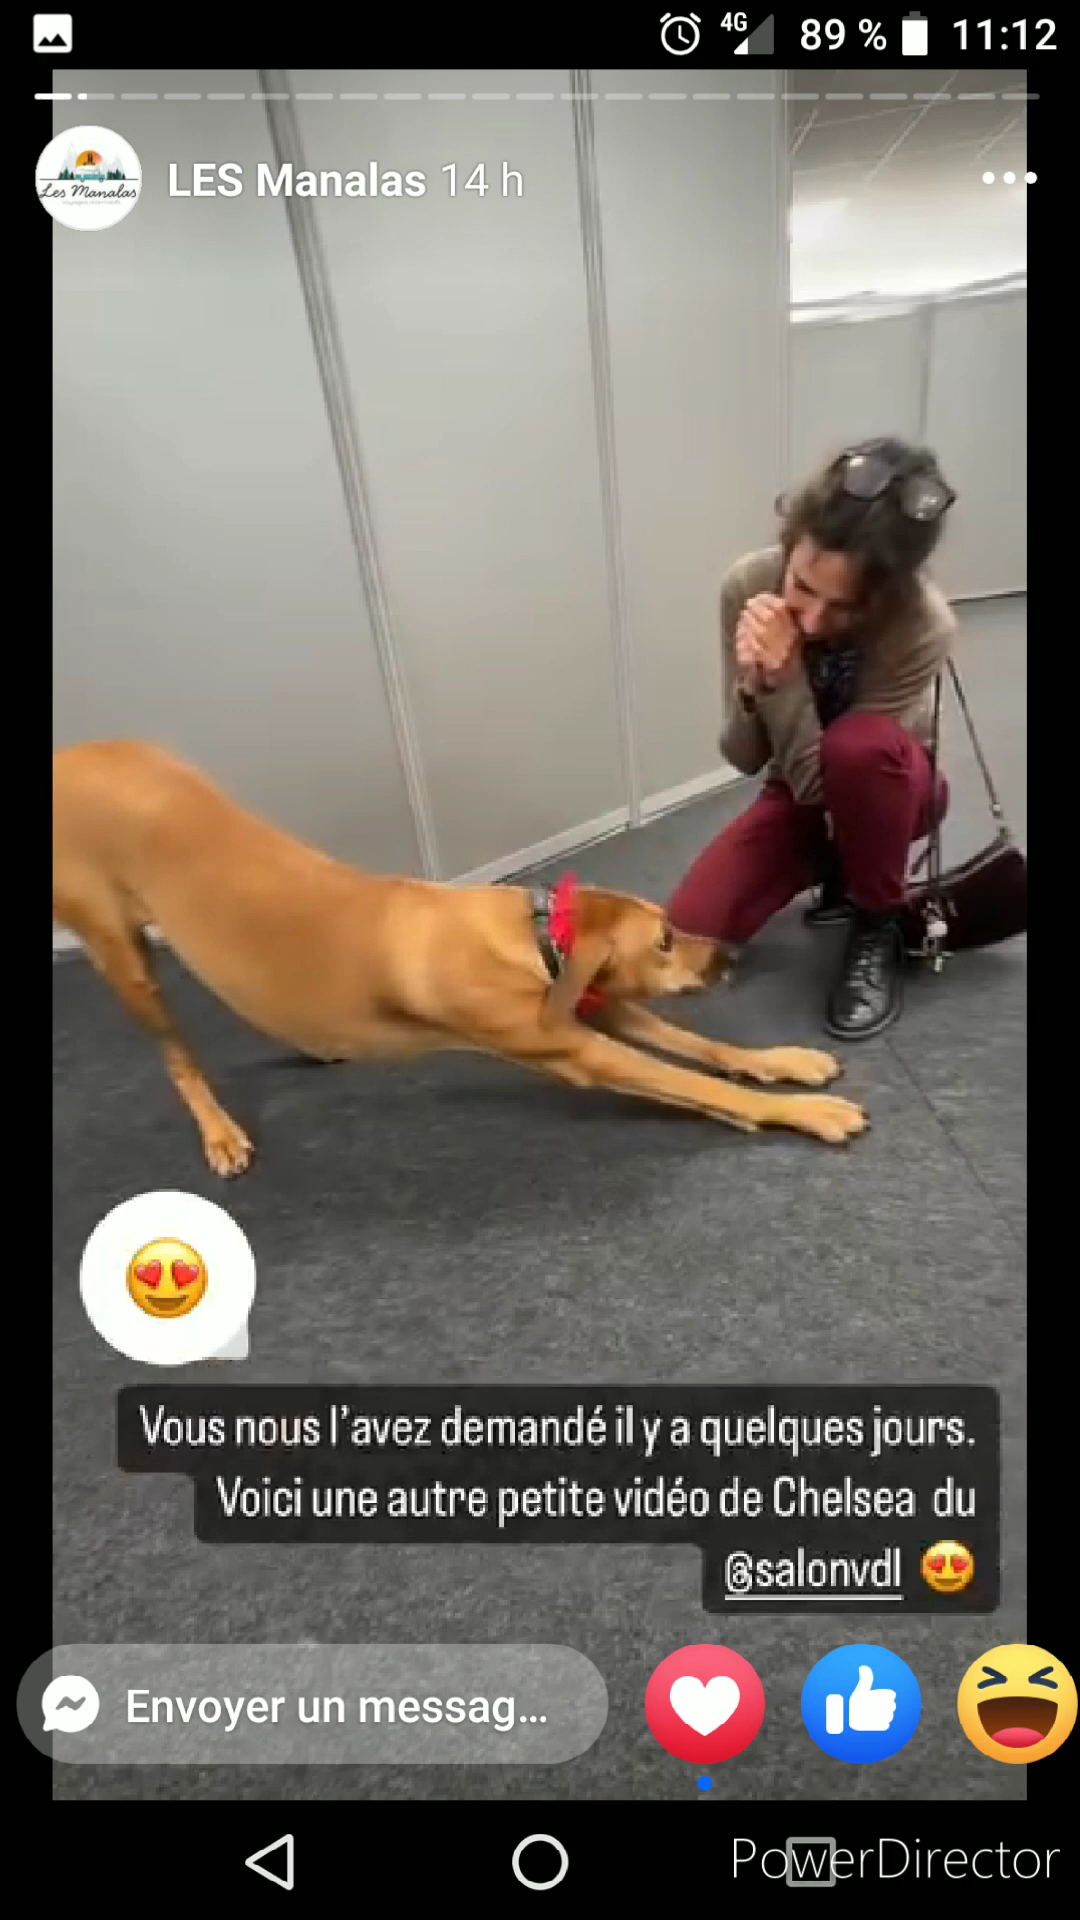 4G 89 % 11:12
LES Manalas 14 h
Les Manalas
Vous nous l'avez demandé il y a quelques jours.
Voici une autre petite vidéo de Chelsea du
@salonvdl
Envoyer un messag...
PowerDirector